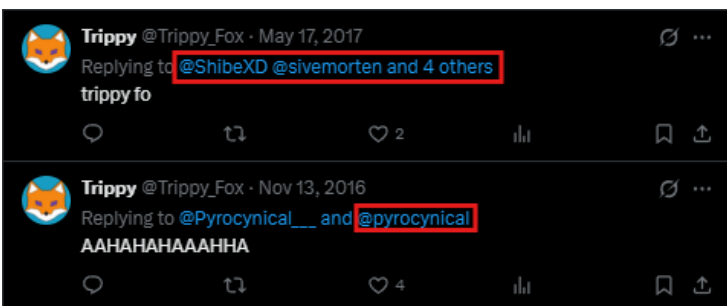 Trippy @Trippy_Fox · May 17, 2017
Replying to @ShibeXD @sivemorten and 4 others
trippy fo
2
Trippy @Trippy_Fox · Nov 13, 2016
Replying to @Pyrocynical___ and @pyrocynical
AAHAHAHAAAHHA
4